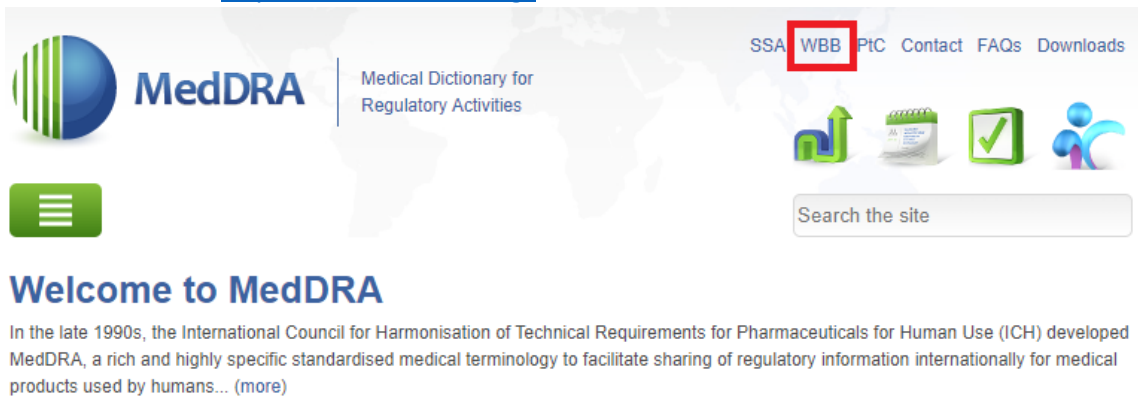 SSA WBB PtC Contact FAQs Downloads
MedDRA
Medical Dictionary for
Regulatory Activities
Search the site
Welcome to MedDRA
In the late 1990s, the International Council for Harmonisation of Technical Requirements for Pharmaceuticals for Human Use (ICH) developed
MedDRA, a rich and highly specific standardised medical terminology to facilitate sharing of regulatory information internationally for medical
products used by humans... (more)